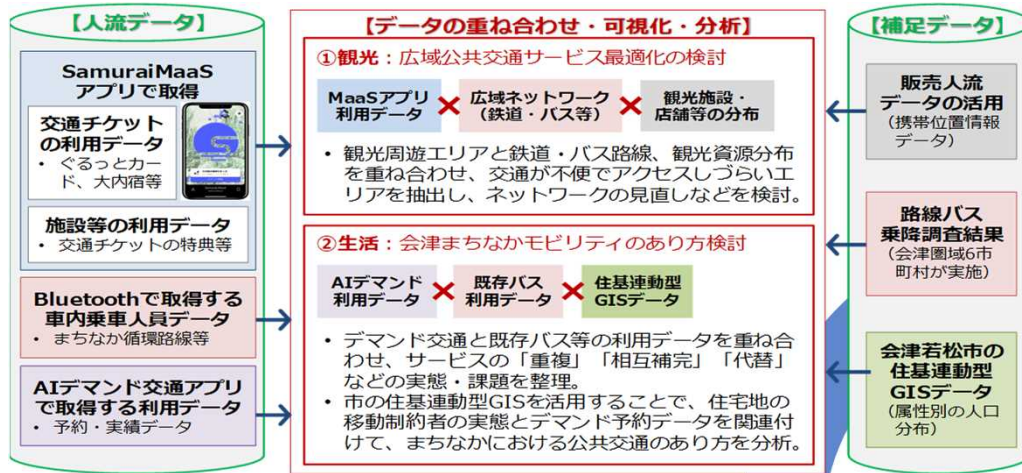 【人流データ】
SamuraiMaaS
アプリで取得
交通チケット
の利用データ
• ぐるっとカー
ド、大内宿等
施設等の利用データ
• 交通チケットの特典等
Bluetoothで取得する
車内乗車人員データ
• まちなか循環路線等
AIデマンド交通アプリ
で取得する利用データ
• 予約・実績データ
【データの重ね合わせ・可視化・分析】
①観光：広域公共交通サービス最適化の検討
MaaSアプリ
利用データ
×
広域ネットワーク
（鉄道・バス等）
×
観光施設・
店舗等の分布
• 観光周遊エリアと鉄道・バス路線、観光資源分布
を重ね合わせ、交通が不便でアクセスしづらいエ
リアを抽出し、ネットワークの見直しなどを検討。
②生活：会津まちなかモビリティのあり方検討
AIデマンド
利用データ
×
既存バス
利用データ
×
住基連動型
GISデータ
• デマンド交通と既存バス等の利用データを重ね合
わせ、サービスの「重複」「相互補完」「代替」
などの実態・課題を整理。
• 市の住基連動型GISを活用することで、住宅地の
移動制約者の実態とデマンド予約データを関連付
けて、まちなかにおける公共交通のあり方を分析。
【補足データ】
販売人流
データの活用
（携帯位置情報
データ）
路線バス
乗降調査結果
（会津圏域6市
町村が実施）
会津若松市の
住基連動型
GISデータ
（属性別の人口
分布）